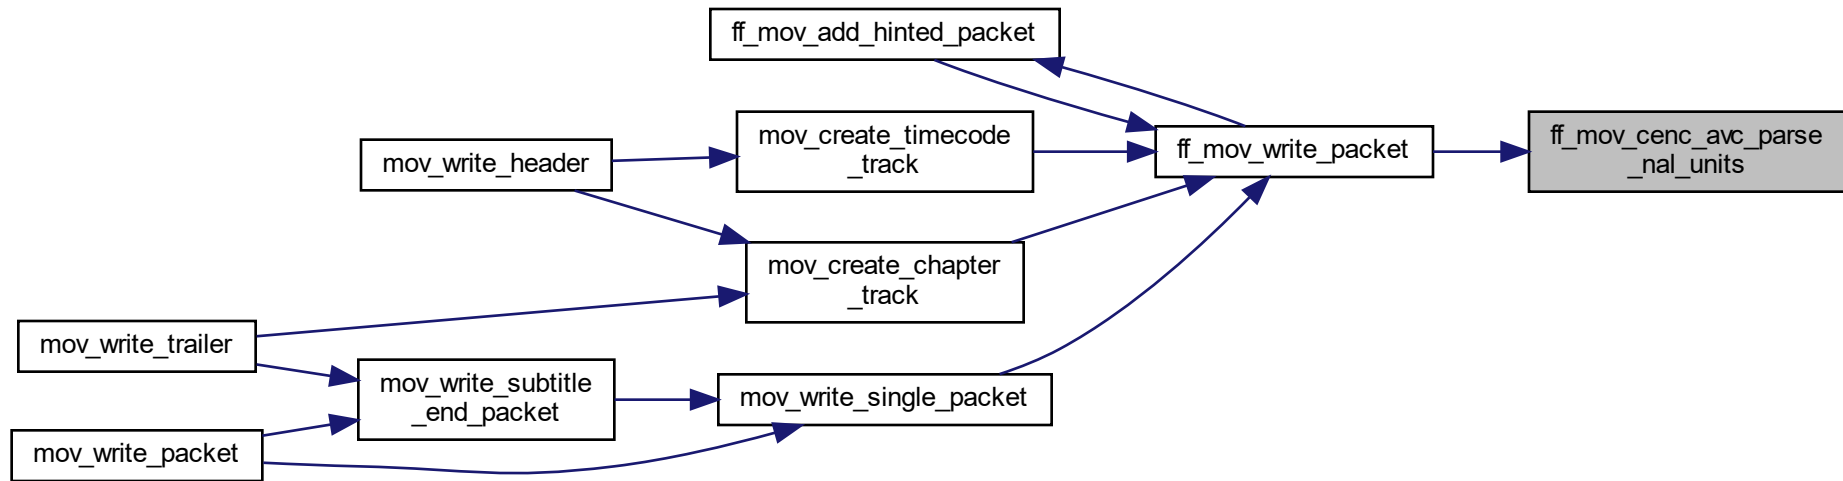 ff_mov_add_hinted_packet
mov_create_timecode
_track
mov_write_header
ff_mov_write_packet
ff_mov_cenc_avc_parse
_nal_units
mov_create_chapter
_track
mov_write_trailer
mov_write_subtitle
_end_packet
mov_write_single_packet
mov_write_packet